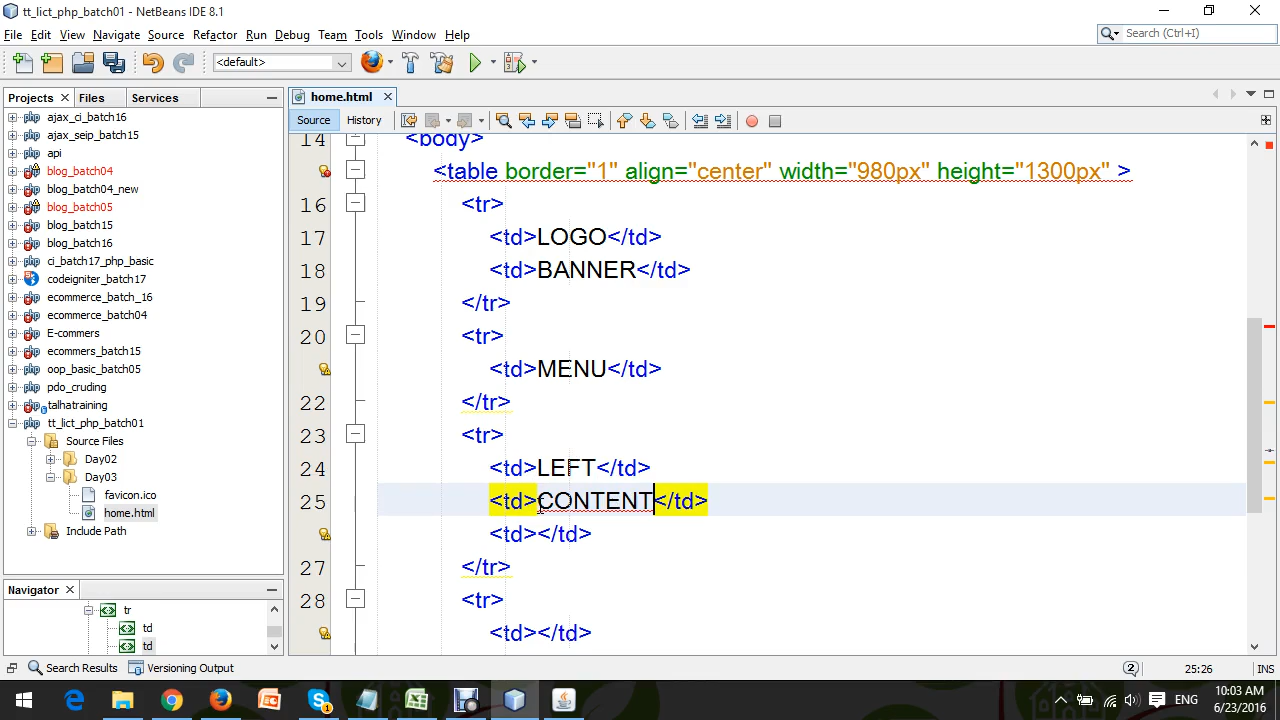 tt_lict_php_batch01 - NetBeans IDE 8.1
File Edit View Navigate Source Refactor Run Debug Team Tools Window Help
Search (Ctrl+I)
<default>
Projects Files Services
home.html
Source History
ajax_ci_batch16
ajax_seip_batch15
api
blog_batch04
blog_batch04_new
blog_batch05
blog_batch15
blog_batch16
ci_batch17_php_basic
codeigniter_batch17
ecommerce_batch_16
ecommerce_batch04
E-commers
ecommers_batch15
oop_basic_batch05
pdo_cruding
talhatraining
tt_lict_php_batch01
Source Files
Day02
Day03
favicon.ico
home.html
Include Path
14 <body>
<table border="1" align="center" width="980px" height="1300px" >
16 <tr>
17 <td>LOGO</td>
18 <td>BANNER</td>
19 </tr>
20 <tr>
<td>MENU</td>
22 </tr>
23 <tr>
24 <td>LEFT</td>
25 <td>CONTENT</td>
<td></td>
27 </tr>
28 <tr>
<td></td>
Navigator
tr
td
td
Search Results Versioning Output
2 25:26 INS
ENG
10:03 AM
6/23/2016